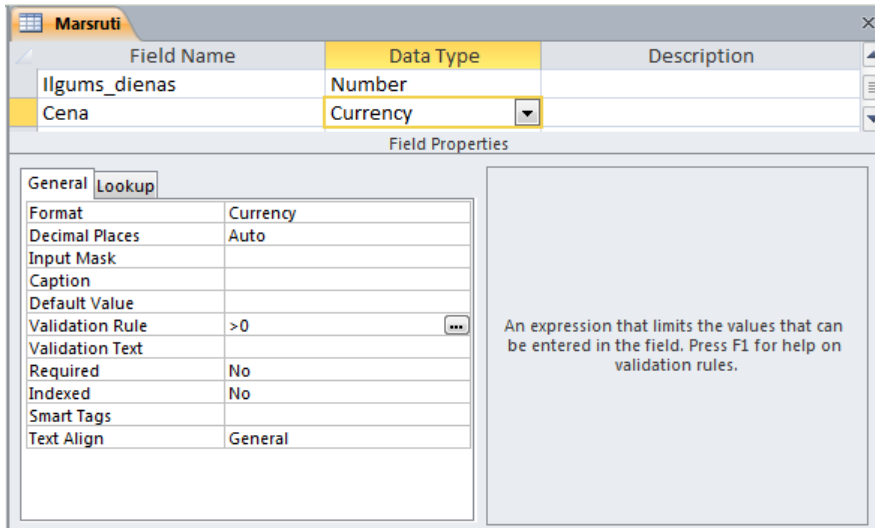 Marsruti
Field Name Data Type Description
Ilgums_dienas Number
Cena Currency
Field Properties
General Lookup
Format Currency
Decimal Places Auto
Input Mask
Caption
Default Value
Validation Rule >0 ...
Validation Text
Required No
Indexed No
Smart Tags
Text Align General
An expression that limits the values that can
be entered in the field. Press F1 for help on
validation rules.